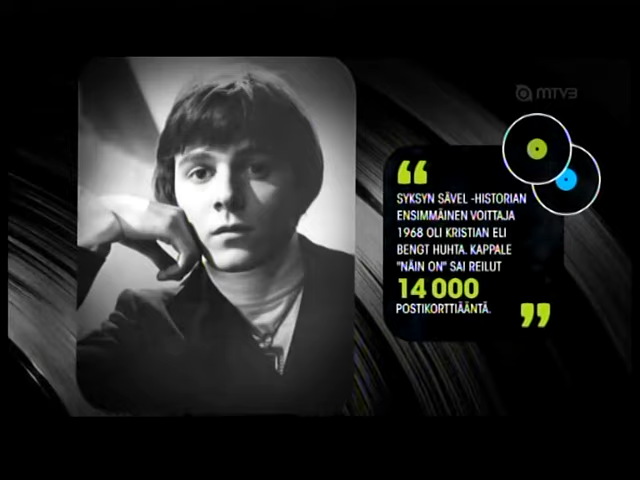 MTV3
SYKSYN SÄVEL -HISTORIAN
ENSIMMÄINEN VOITTAJA
1968 OLI KRISTIAN ELI
BENGT HUHTA. KAPPALE
"NÄIN ON" SAI REILUT
14 000
POSTIKORTTIÄÄNTÄ.